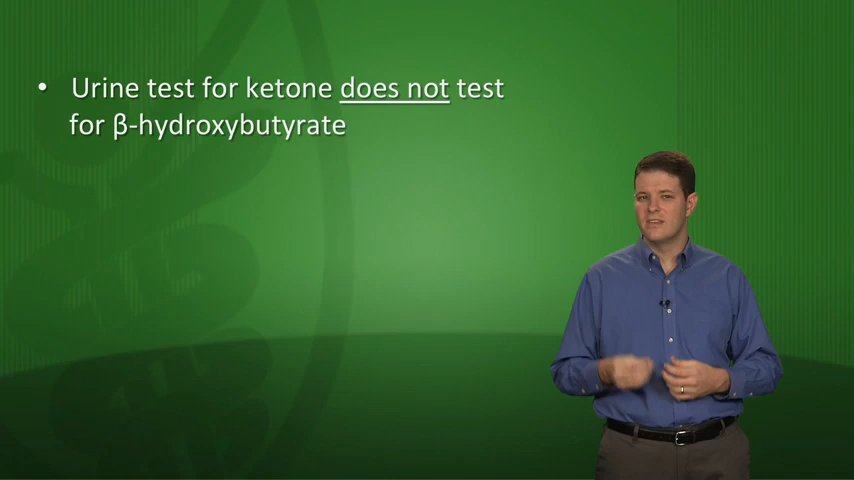 • Urine test for ketone does not test
for β-hydroxybutyrate